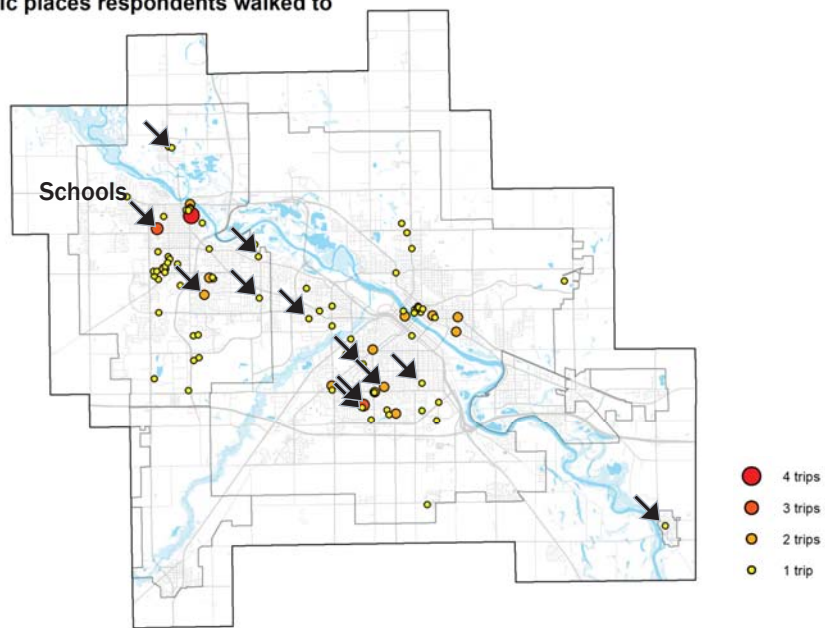 ic places respondents walked to
Schools
4 trips
3 trips
2 trips
1 trip